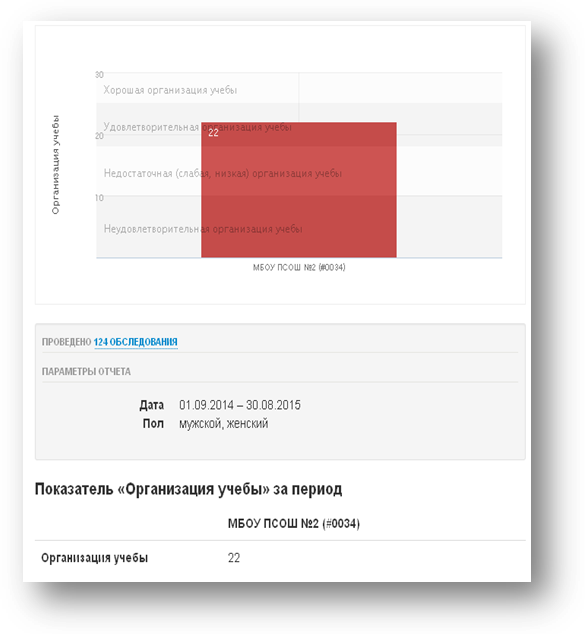 Организация учебы
30
Хорошая организация учебы
Удовлетворительная организация учебы
20
22
Недостаточная (слабая, низкая) организация учебы
10
Неудовлетворительная организация учебы
МБОУ ПСОШ №2 (#0034)
ПРОВЕДЕНО 124 ОБСЛЕДОВАНИЯ
ПАРАМЕТРЫ ОТЧЕТА
Дата 01.09.2014 – 30.08.2015
Пол мужской, женский
Показатель «Организация учебы» за период
МБОУ ПСОШ №2 (#0034)
Организация учебы 22